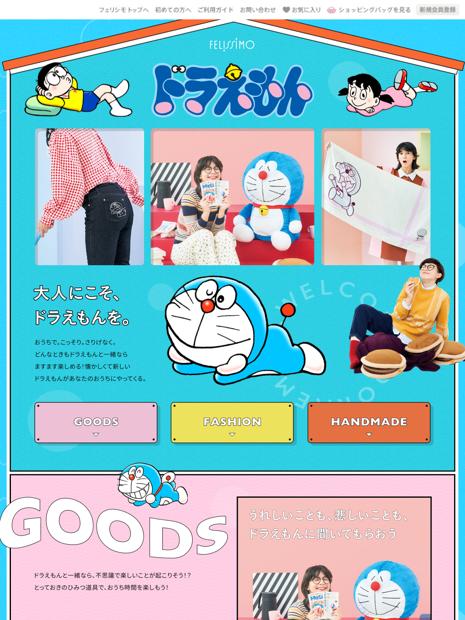 フェリシモトップへ 初めての方へ ご利用ガイド お問い合わせ お気に入り ショッピングバッグを見る 新規会員登録
FELISSIMO
ドラえもん
大人にこそ、
ドラえもんを。
おうちで。こっそり。さりげなく。
どんなときもドラえもんと一緒なら
ますます楽しめる!懐かしくて新しい
ドラえもんがあなたのおうちにやってくる。
GOODS
FASHION
HANDMADE
GOODS
ドラえもんと一緒なら、不思議で楽しいことが起こりそう!?
とっておきのひみつ道具で、おうち時間を楽しもう!
うれしいことも、悲しいことも、
ドラえもんに聞いてもらおう